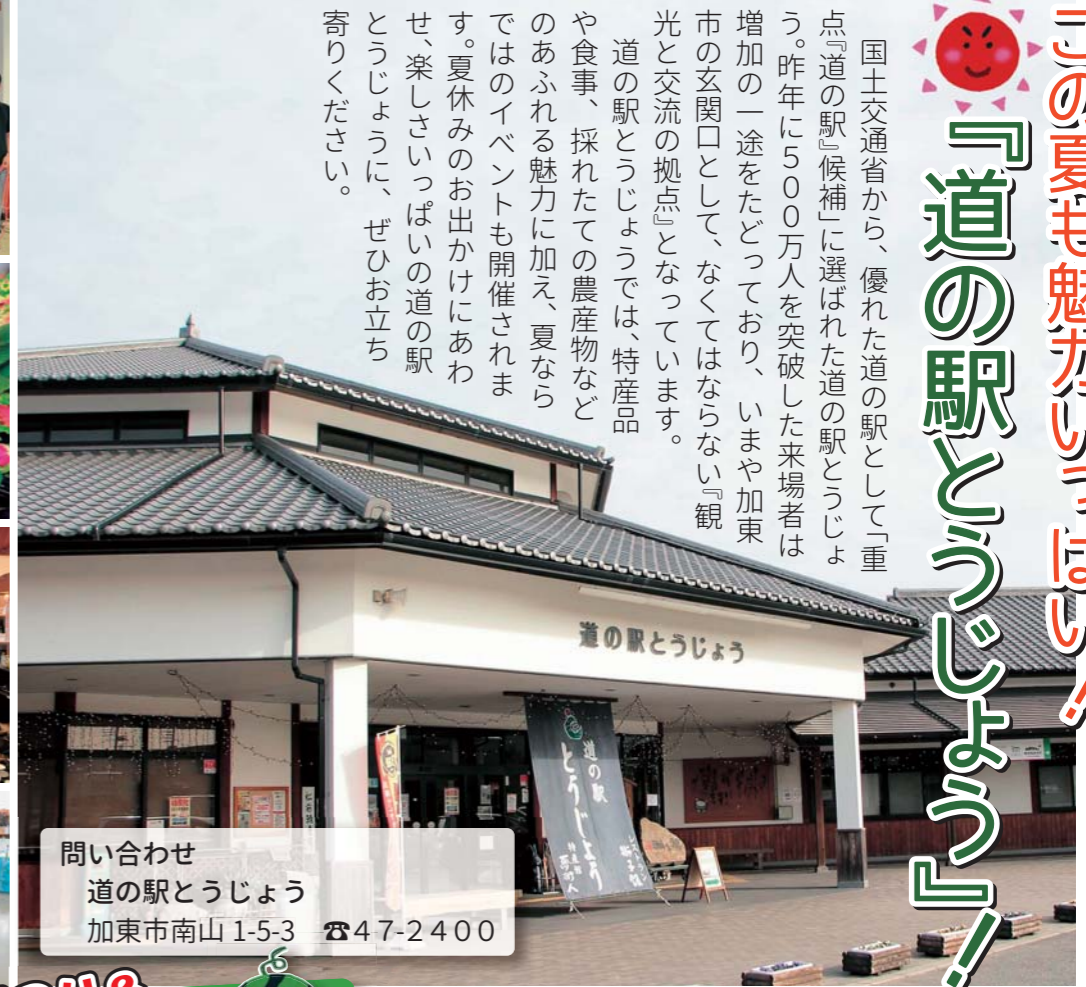 この夏も魅力いっぱい！
『道の駅とうじょう』！
国土交通省から、優れた道の駅として「重
点『道の駅』候補」に選ばれた道の駅とうじょ
う。昨年に５００万人を突破した来場者は
増加の一途をたどっており、いまや加東
市の玄関口として、なくてはならない『観
光と交流の拠点』となっています。
道の駅とうじょうでは、特産品
や食事、採れたての農産物など
のあふれる魅力に加え、夏なら
ではのイベントも開催されま
す。夏休みのお出かけにあわ
せ、楽しさいっぱいの道の駅
とうじょうに、ぜひお立ち
寄りください。
道の駅とうじょう
道の駅
とうじょう
問い合わせ
道の駅とうじょう
加東市南山 1-5-3 ☎47-2400